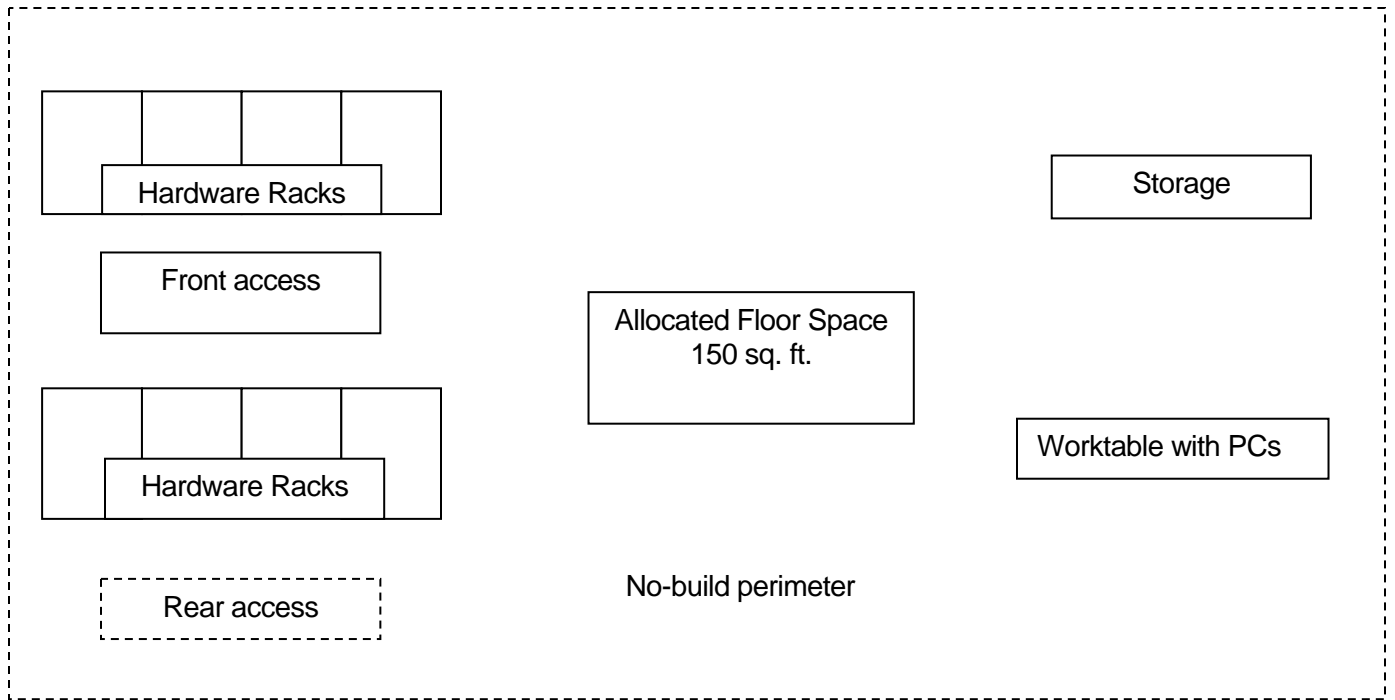 Hardware Racks
Storage
Front access
Allocated Floor Space
150 sq. ft.
Worktable with PCs
Hardware Racks
No-build perimeter
Rear access